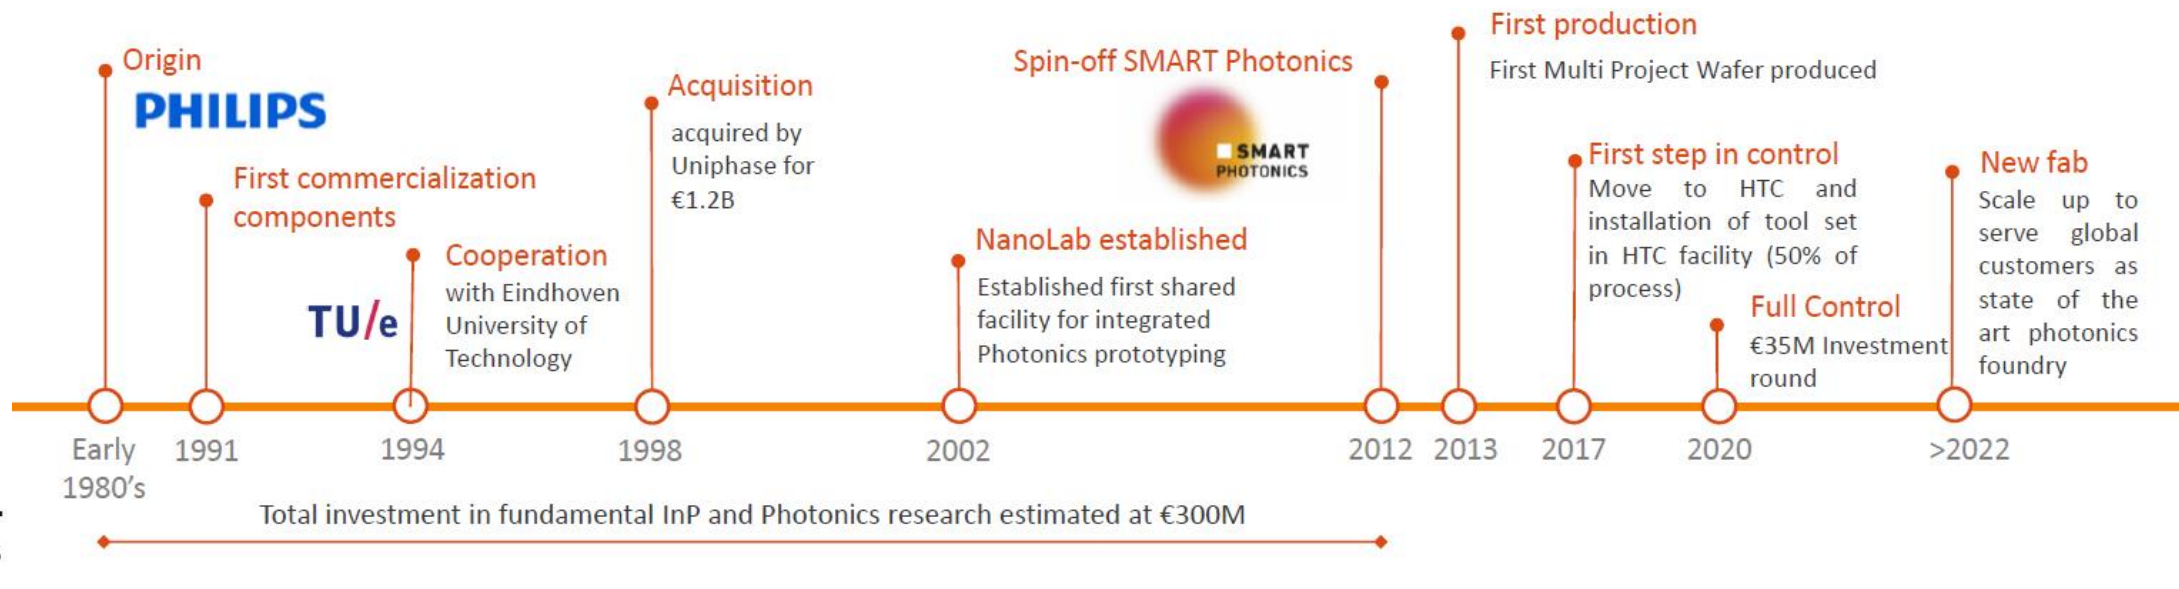 Origin
PHILIPS
First commercialization
components
TU/e
Cooperation
with Eindhoven
University of
Technology
Acquisition
acquired by
Uniphase for
€1.2B
NanoLab established
Established first shared
facility for integrated
Photonics prototyping
Spin-off SMART Photonics
SMART
PHOTONICS
First production
First Multi Project Wafer produced
First step in control
Move to HTC and
installation of tool set
in HTC facility (50% of
process)
Full Control
€35M Investment
round
New fab
Scale up to
serve global
customers as
state of the
art photonics
foundry
Early
1980's
1991
1994
1998
2002
2012
2013
2017
2020
>2022
Total investment in fundamental InP and Photonics research estimated at €300M